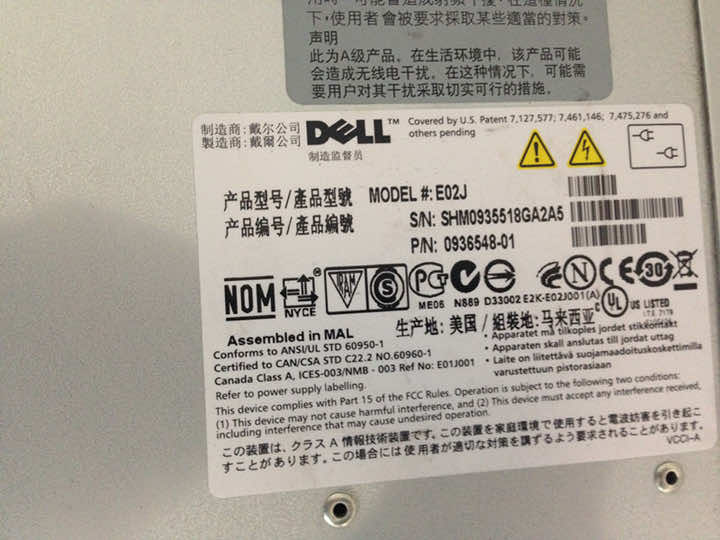 下,使用者會被要求採取某些適當的對策。
声明
此为A级产品。在生活环境中，该产品可能
会造成无线电干扰。在这种情况下，可能需
要用户对其干扰采取切实可行的措施。
制造商:戴尔公司
製造商:戴爾公司
DELL™
制造监督员
Covered by U.S. Patent 7,127,577; 7,461,146; 7,475,276 and
others pending
产品型号/產品型號 MODEL #: E02J
产品编号/產品編號 S/N: SHM0935518GA2A5
P/N: 0936548-01
NOM
NYCE
IRAM
S
PG
ME06
N889
D33002
E2K-E02J001(A)
N
CE
30
UL
US LISTED
Assembled in MAL
生产地: 美国 / 組裝地: 马来西亚
Conforms to ANSI/UL STD 60950-1
Certified to CAN/CSA STD C22.2 NO.60960-1
Canada Class A, ICES-003/NMB - 003 Ref No: E01J001
Refer to power supply labelling.
• Apparatet må tilkoples jordet stikkontakt
• Apparaten skall anslutas till jordat uttag
• Laite on liitettävä suojamaadoituskoskettimilla
varustettuun pistorasiaan
This device complies with Part 15 of the FCC Rules. Operation is subject to the following two conditions:
(1) This device may not cause harmful interference, and (2) This device must accept any interference received,
including interference that may cause undesired operation.
この装置は、クラス A 情報技術装置です。この装置を家庭環境で使用すると電波妨害を引き起こ
すことがあります。この場合には使用者が適切な対策を講ずるよう要求されることがあります。
VCCI-A